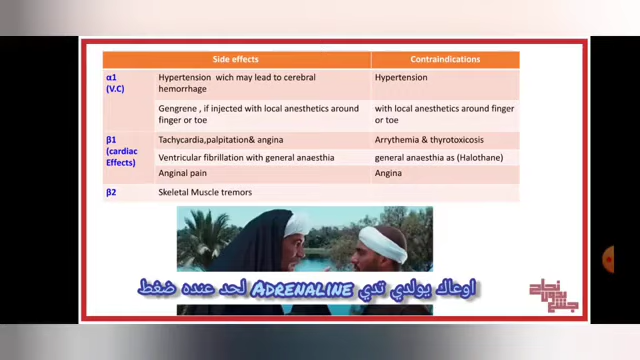 Side effects
Contraindications
α1
(V.C)
Hypertension wich may lead to cerebral
hemorrhage
Hypertension
Gengrene , if injected with local anesthetics around
finger or toe
with local anesthetics around finger
or toe
β1
(cardiac
Effects)
Tachycardia,palpitation& angina
Arrythemia & thyrotoxicosis
Ventricular fibrillation with general anaesthia
general anaesthia as (Halothane)
Anginal pain
Angina
β2
Skeletal Muscle tremors
اوعاك يولدي تدي ADRENALINE لحد عنده ضغط